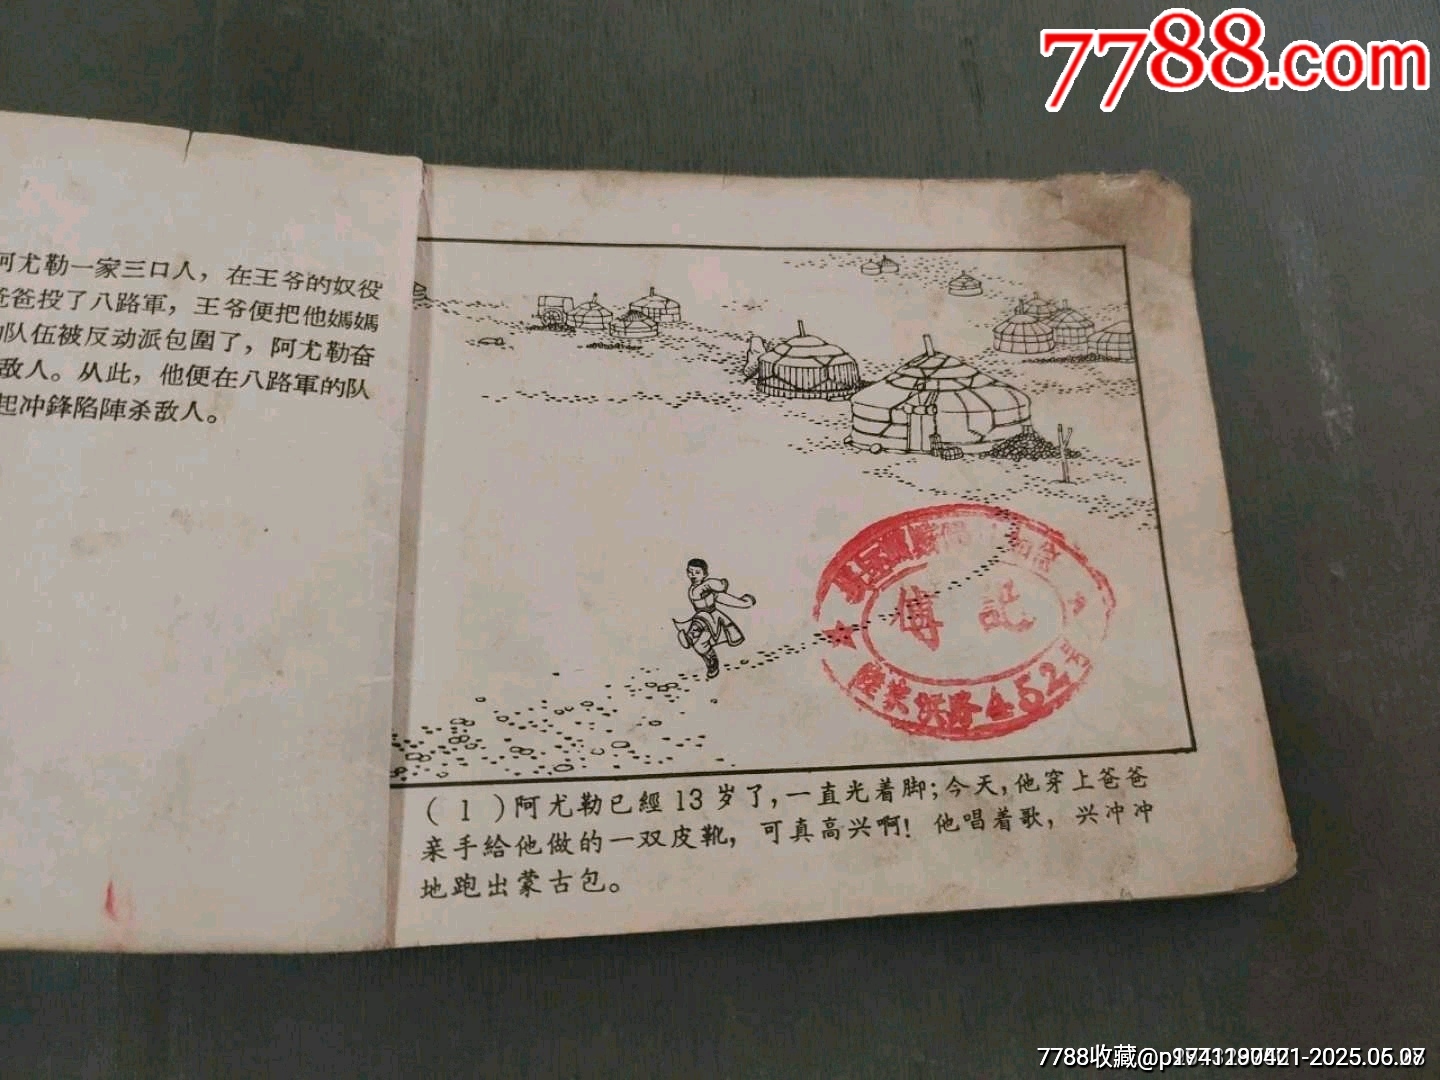 7788.com
阿尤勒一家三口人，在王爷的奴役
爸爸投了八路軍，王爷便把他媽媽
队伍被反动派包圍了，阿尤勒奋
敌人。从此，他便在八路軍的队
起冲鋒陷陣杀敌人。
傅記
452
(1)阿尤勒已經13岁了，一直光着脚；今天，他穿上爸爸
亲手給他做的一双皮靴，可真高兴啊！他唱着歌，兴冲冲
地跑出蒙古包。
7788收藏@